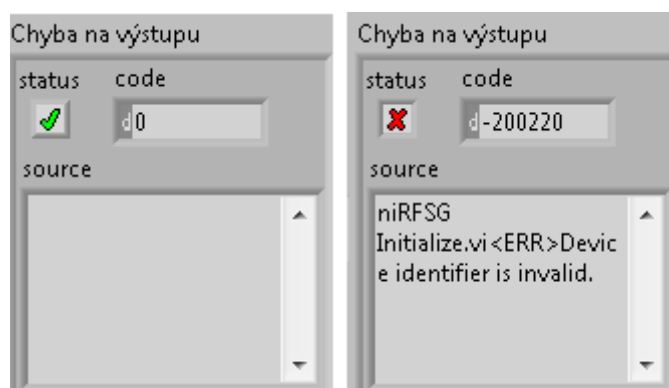 Chyba na výstupu
status code
d 0
source
Chyba na výstupu
status code
d -200220
source
niRFSG
Initialize.vi<ERR>Devic
e identifier is invalid.